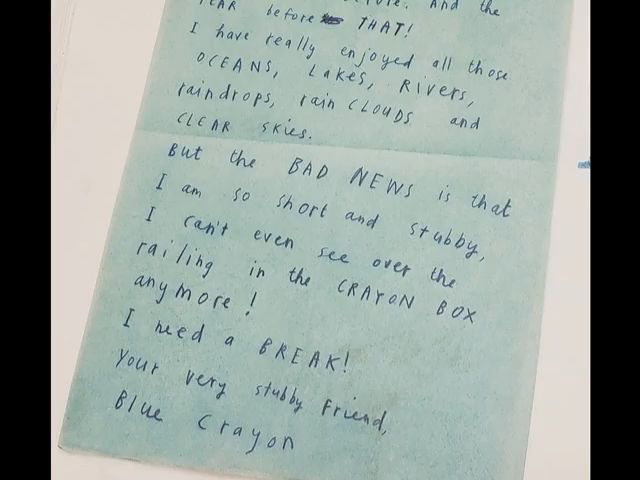 And the
YEAR before THAT!
I have really enjoyed all those
OCEANS, LAKES, RIVERS,
raindrops, rain CLOUDS and
CLEAR skies.
But the BAD NEWS is that
I am so short and stubby,
I can't even see over the
railing in the CRAYON BOX
anymore!
I need a BREAK!
Your very stubby friend,
Blue Crayon